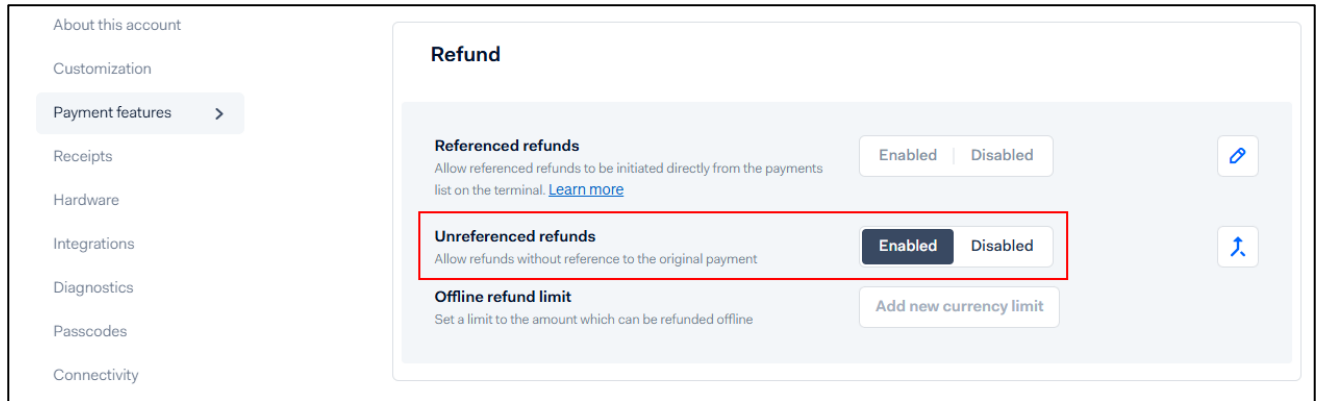 About this account
Customization
Payment features
Receipts
Hardware
Integrations
Diagnostics
Passcodes
Connectivity
Refund
Referenced refunds
Allow referenced refunds to be initiated directly from the payments
list on the terminal. Learn more
Enabled Disabled
Unreferenced refunds
Allow refunds without reference to the original payment
Enabled Disabled
Offline refund limit
Set a limit to the amount which can be refunded offline
Add new currency limit